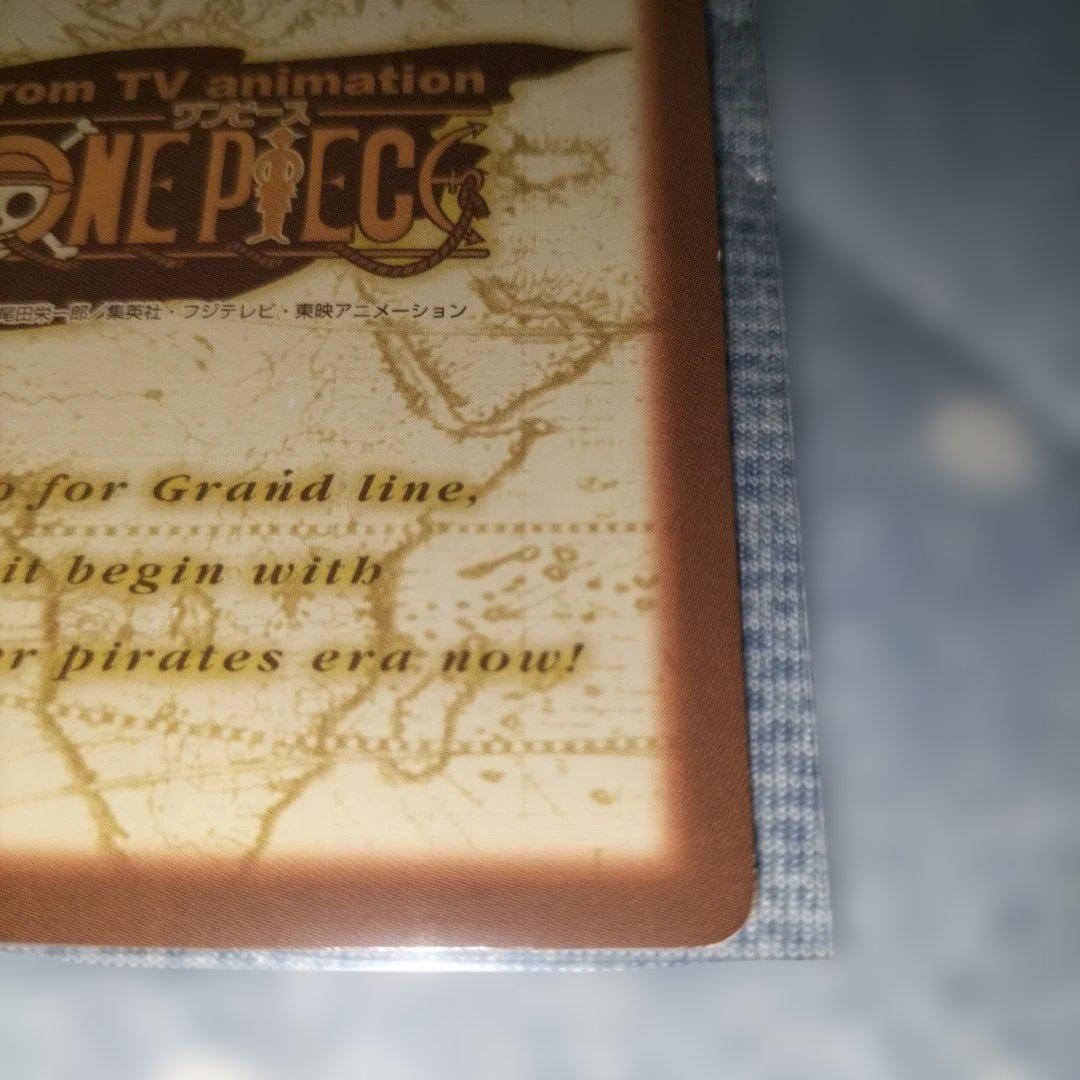 rom TV animation
ワンピース
ONE PIECE
尾田栄一郎／集英社・フジテレビ・東映アニメーション
o for Grand line,
it begin with
er pirates era now!